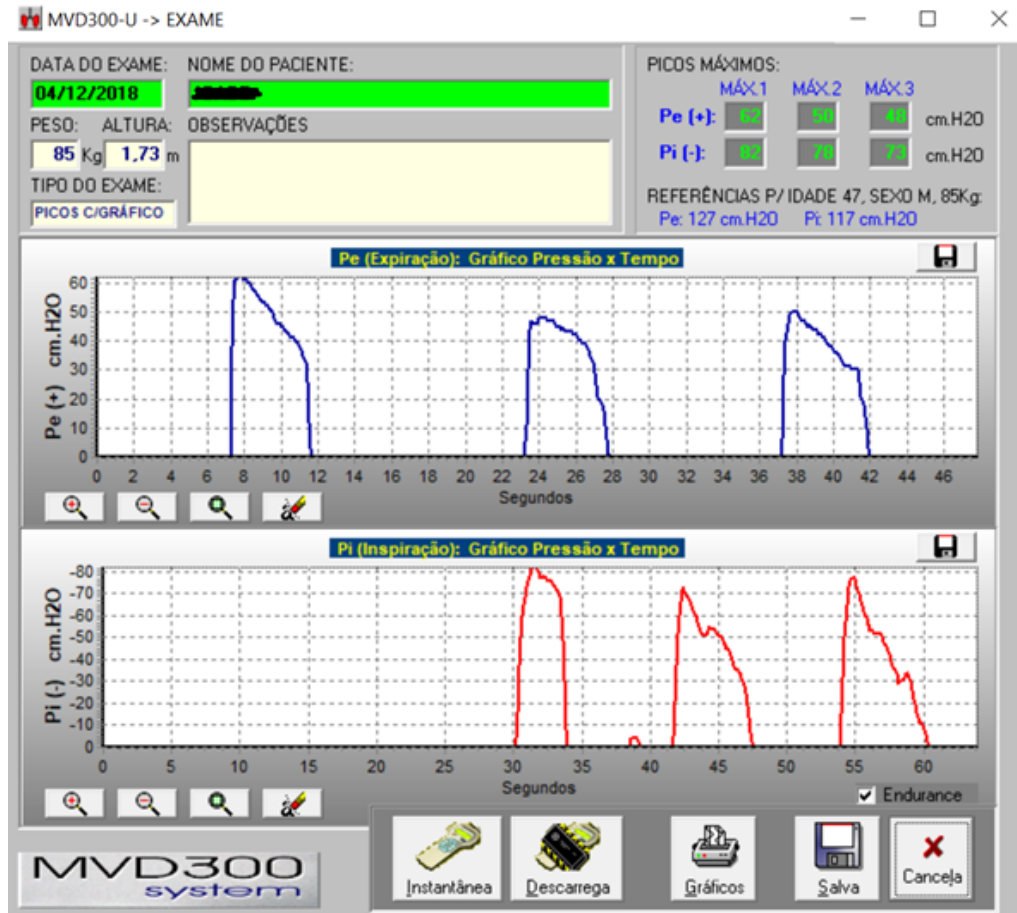 MVD300-U -> EXAME
DATA DO EXAME: NOME DO PACIENTE:
04/12/2018
PESO: ALTURA: OBSERVAÇÕES
85 Kg 1,73 m
TIPO DO EXAME:
PICOS C/GRÁFICO
PICOS MÁXIMOS:
MÁX.1 MÁX.2 MÁX.3
Pe (+): 62 50 48 cm.H2O
Pi (-): 82 78 73 cm.H2O
REFERÊNCIAS P/ IDADE 47, SEXO M, 85Kg:
Pe: 127 cm.H2O Pi: 117 cm.H2O
Pe (Expiração): Gráfico Pressão x Tempo
Pe (+) cm.H2O
60
50
40
30
20
10
0
0 2 4 6 8 10 12 14 16 18 20 22 24 26 28 30 32 34 36 38 40 42 44 46
Segundos
Pi (Inspiração): Gráfico Pressão x Tempo
Pi (-) cm.H2O
-80
-70
-60
-50
-40
-30
-20
-10
0
0 5 10 15 20 25 30 35 40 45 50 55 60
Segundos
Endurance
MVD300
system
Instantânea Descarrega Gráficos Salva Cancela